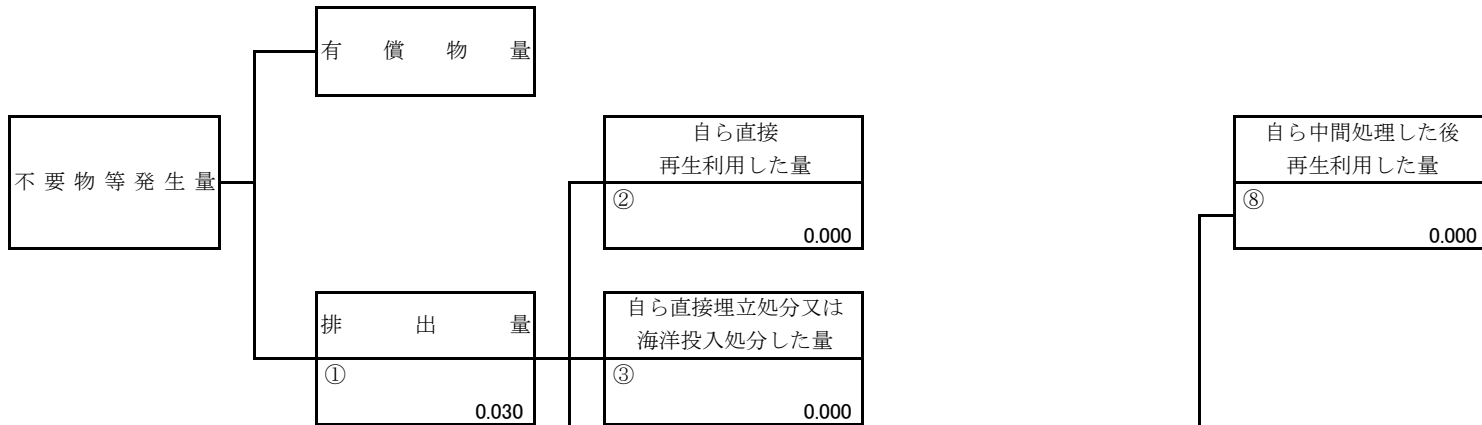 有償物量
不要物等発生量
自ら直接
再生利用した量
②
0.000
自ら中間処理した後
再生利用した量
⑧
0.000
排出量
①
0.030
自ら直接埋立処分又は
海洋投入処分した量
③
0.000